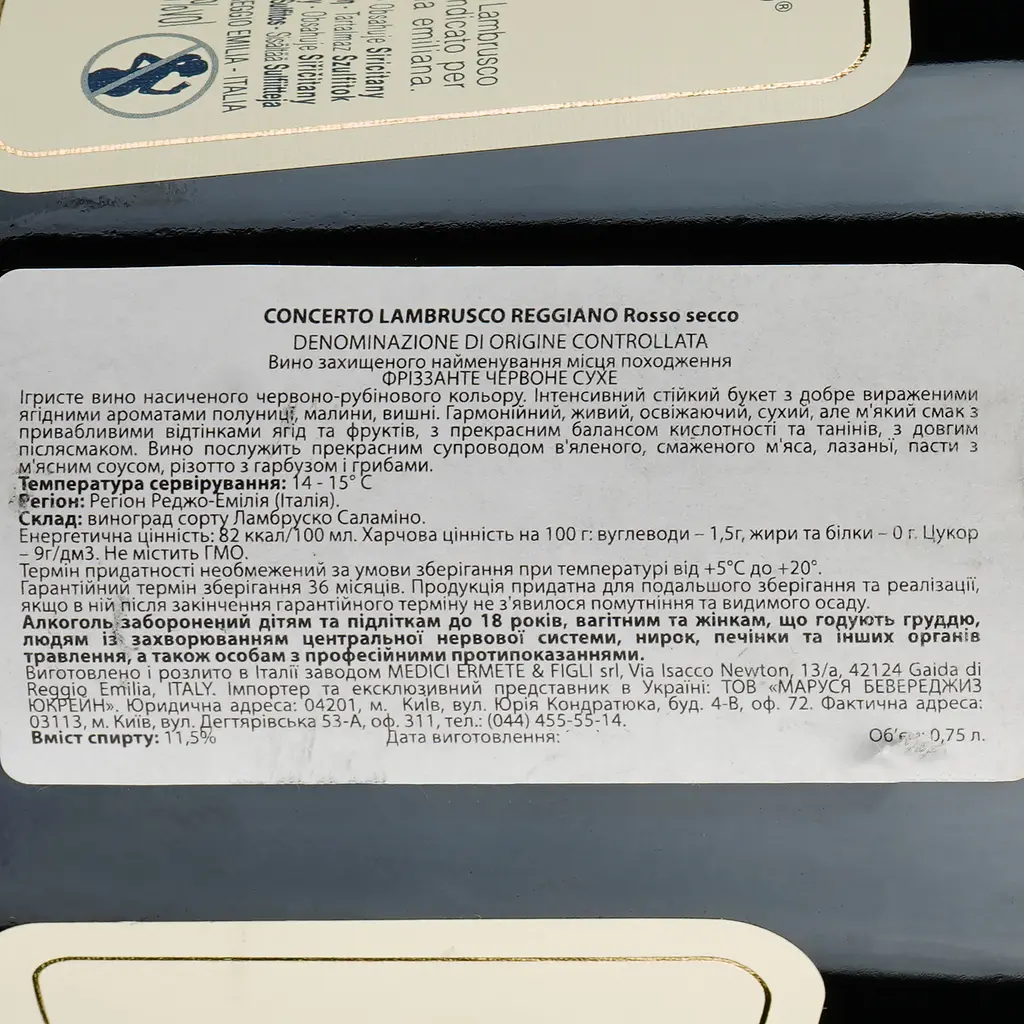 Lambrusco
ndicato per
a emiliana.
Obsahuje Siričitany
Tartalmaz Szulfitok
Obsahuje Siřičitany
Sisältää Sulfiitteja
EGGIO EMILIA - ITALIA
®
CONCERTO LAMBRUSCO REGGIANO Rosso secco
DENOMINAZIONE DI ORIGINE CONTROLLATA
Вино захищеного найменування місця походження
ФРІЗЗАНТЕ ЧЕРВОНЕ СУХЕ
Ігристе вино насиченого червоно-рубінового кольору. Інтенсивний стійкий букет з добре вираженими
ягідними ароматами полуниці, малини, вишні. Гармонійний, живий, освіжаючий, сухий, але м'який смак з
привабливими відтінками ягід та фруктів, з прекрасним балансом кислотності та танінів, з довгим
післясмаком. Вино послужить прекрасним супроводом в'яленого, смаженого м'яса, лазаньї, пасти з
м'ясним соусом, різотто з гарбузом і грибами.
Температура сервірування: 14 - 15° С
Регіон: Регіон Реджо-Емілія (Італія).
Склад: виноград сорту Ламбруско Саламіно.
Енергетична цінність: 82 ккал/100 мл. Харчова цінність на 100 г: вуглеводи – 1,5г, жири та білки – 0 г. Цукор
– 9г/дм3. Не містить ГМО.
Термін придатності необмежений за умови зберігання при температурі від +5°С до +20°.
Гарантійний термін зберігання 36 місяців. Продукція придатна для подальшого зберігання та реалізації,
якщо в ній після закінчення гарантійного терміну не з'явилося помутніння та видимого осаду.
Алкоголь заборонений дітям та підліткам до 18 років, вагітним та жінкам, що годують груддю,
людям із захворюванням центральної нервової системи, нирок, печінки та інших органів
травлення, а також особам з професійними протипоказаннями.
Виготовлено і розлито в Італії заводом MEDICI ERMETE & FIGLI srl, Via Isacco Newton, 13/a, 42124 Gaida di
Reggio Emilia, ITALY. Імпортер та ексклюзивний представник в Україні: ТОВ «МАРУСЯ БЕВЕРЕДЖИЗ
ЮКРЕЙН». Юридична адреса: 04201, м. Київ, вул. Юрія Кондратюка, буд. 4-В, оф. 72. Фактична адреса:
03113, м. Київ, вул. Дегтярівська 53-А, оф. 311, тел.: (044) 455-55-14.
Вміст спирту: 11,5% Дата виготовлення: 0,75 л.